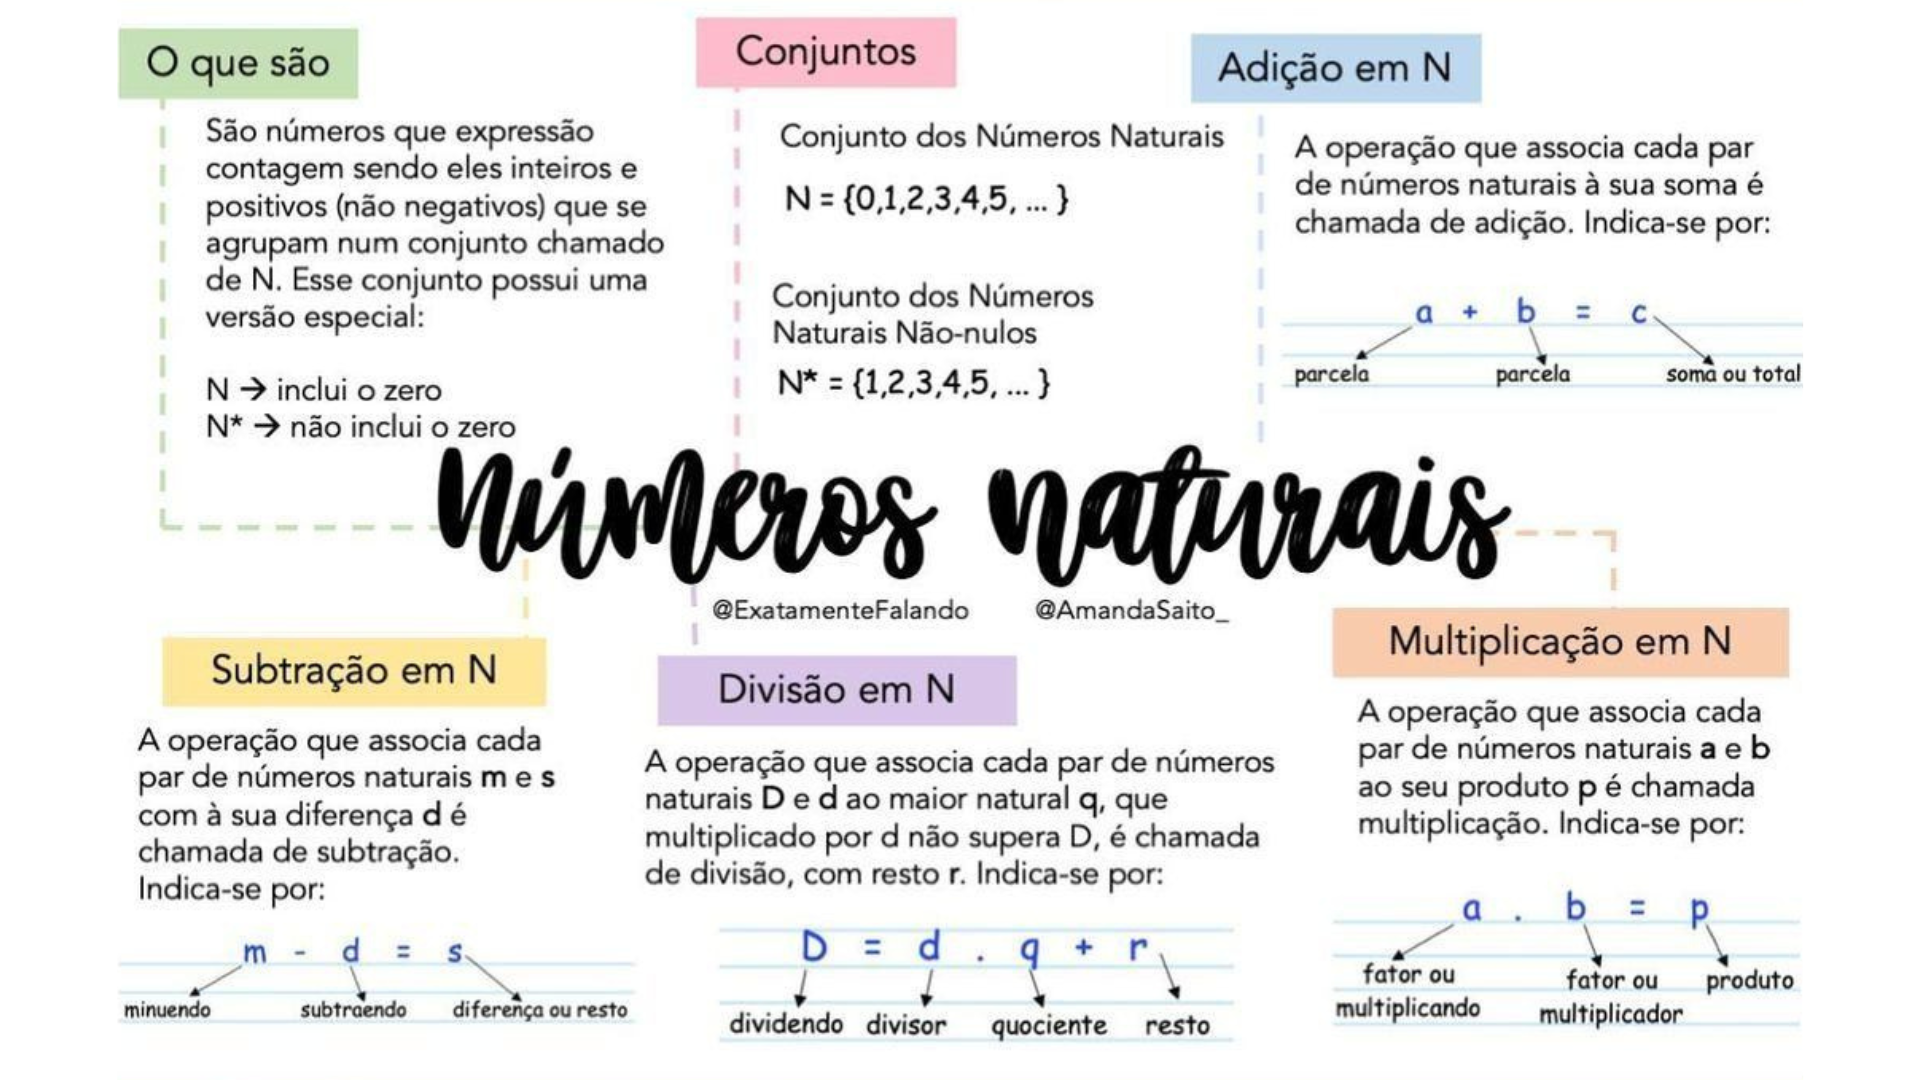 O que são
São números que expressão
contagem sendo eles inteiros e
positivos (não negativos) que se
agrupam num conjunto chamado
de N. Esse conjunto possui uma
versão especial:
N → inclui o zero
N* → não inclui o zero
Conjuntos
Conjunto dos Números Naturais
N = {0,1,2,3,4,5, ... }
Conjunto dos Números
Naturais Não-nulos
N* = {1,2,3,4,5, ... }
Adição em N
A operação que associa cada par
de números naturais à sua soma é
chamada de adição. Indica-se por:
a + b = c
parcela parcela soma ou total
Números naturais
@ExatamenteFalando @AmandaSaito_
Subtração em N
A operação que associa cada
par de números naturais m e s
com à sua diferença d é
chamada de subtração.
Indica-se por:
m - d = s
minuendo subtraendo diferença ou resto
Divisão em N
A operação que associa cada par de números
naturais D e d ao maior natural q, que
multiplicado por d não supera D, é chamada
de divisão, com resto r. Indica-se por:
D = d . q + r
dividendo divisor quociente resto
Multiplicação em N
A operação que associa cada
par de números naturais a e b
ao seu produto p é chamada
multiplicação. Indica-se por:
a . b = p
fator ou fator ou produto
multiplicando multiplicador